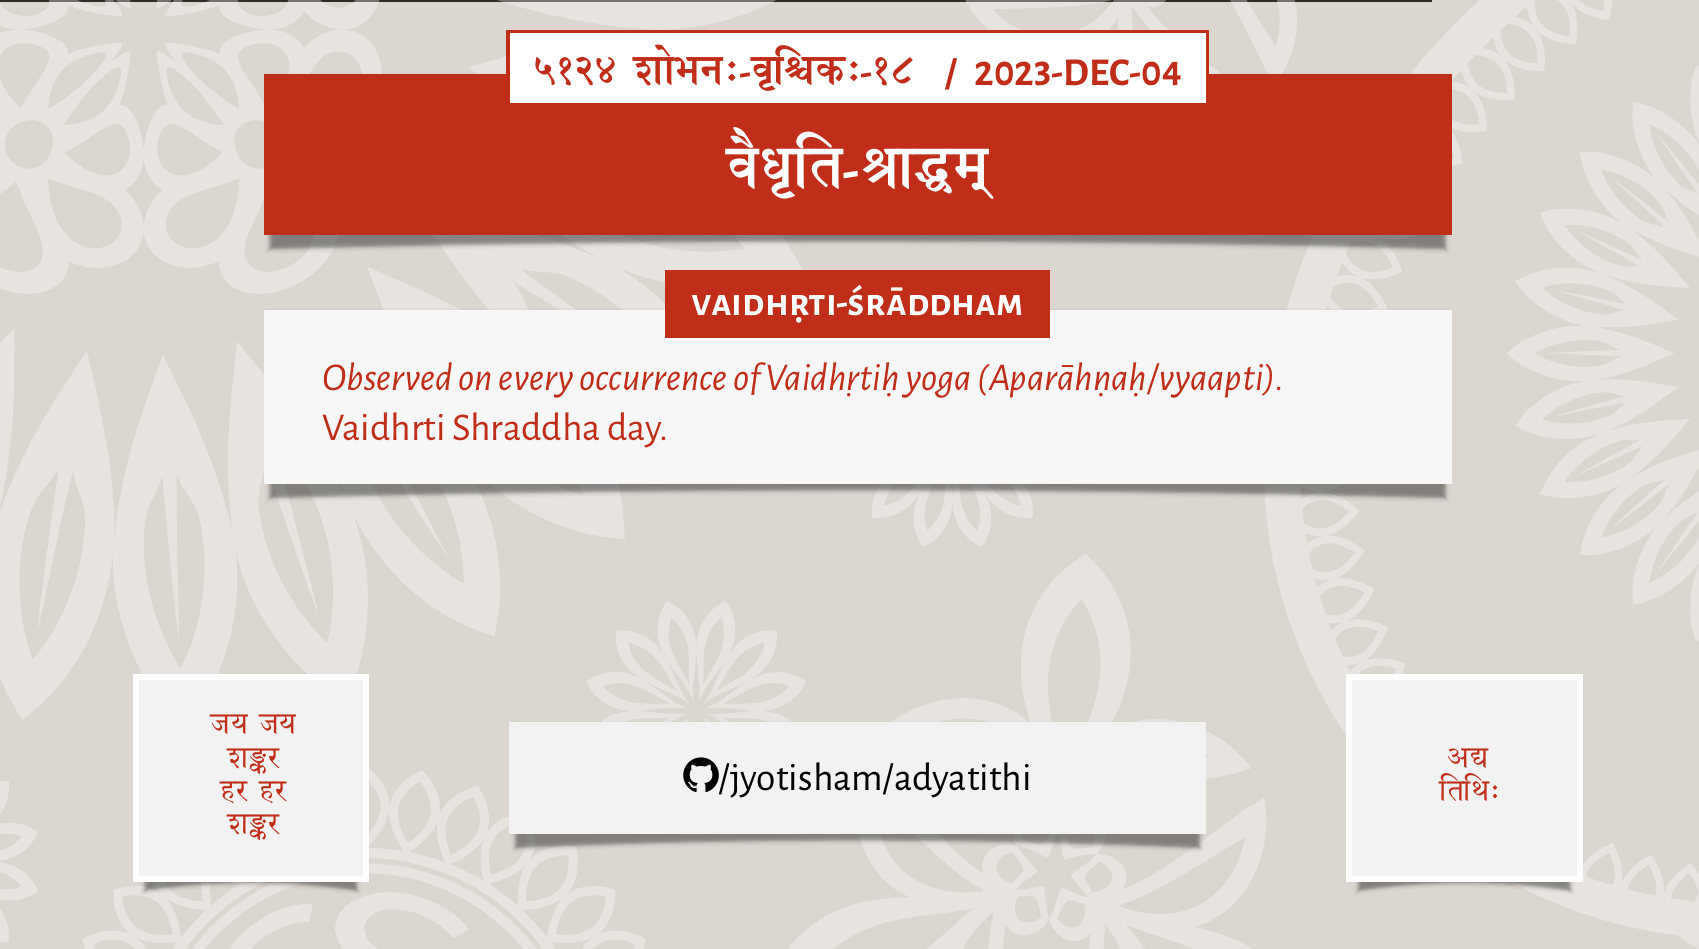 ५१२४ शोभनः-वृश्चिकः-१८ / 2023-DEC-04
वैधृति-श्राद्धम्
VAIDHṚTI-ŚRĀDDHAM
Observed on every occurrence of Vaidhṛtiḥ yoga (Aparāhṇaḥ/vyaapti).
Vaidhrti Shraddha day.
जय जय
शङ्कर
हर हर
शङ्कर
/jyotisham/adyatithi
अद्य
तिथिः